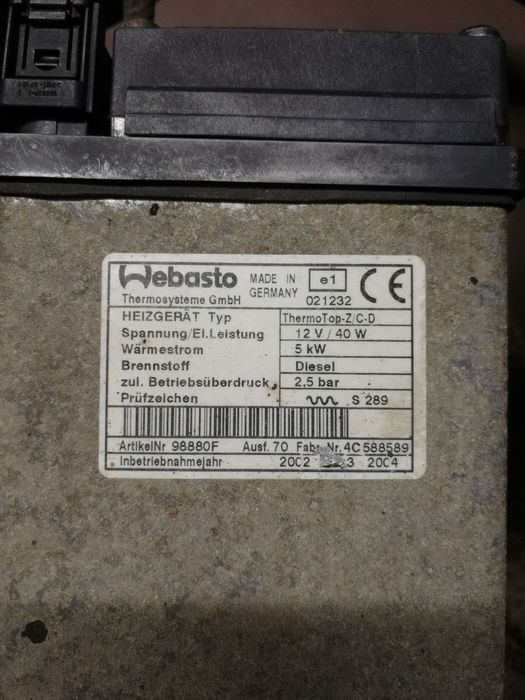 Webasto
Thermosysteme GmbH
MADE IN
GERMANY
e1
021232
CE
HEIZGERÄT Typ ThermoTop-Z/C-D
Spannung/El.Leistung 12 V / 40 W
Wärmestrom 5 kW
Brennstoff Diesel
zul. Betriebsüberdruck 2,5 bar
Prüfzeichen S 289
ArtikelNr 98880F Ausf. 70 Fabr. Nr. 4C588589
Inbetriebnahmejahr 2002 2004